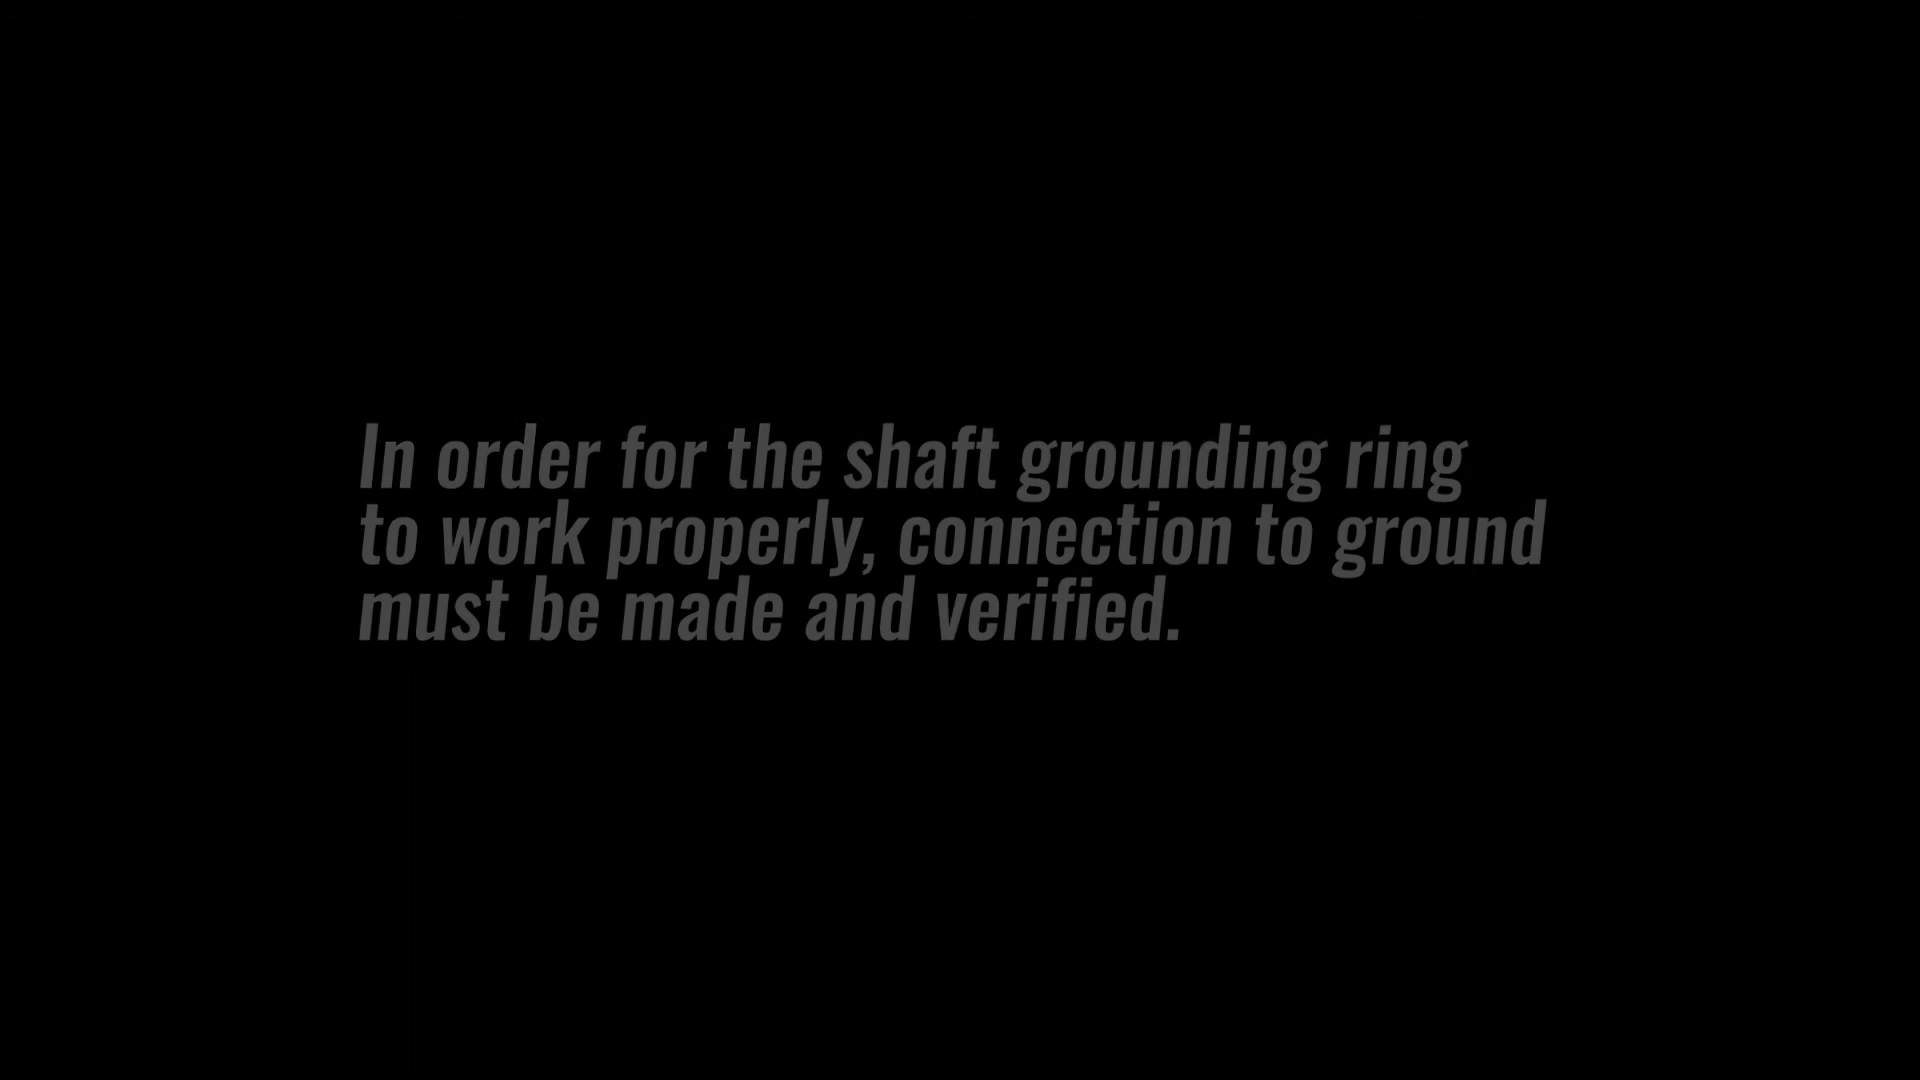 In order for the shaft grounding ring
to work properly, connection to ground
must be made and verified.